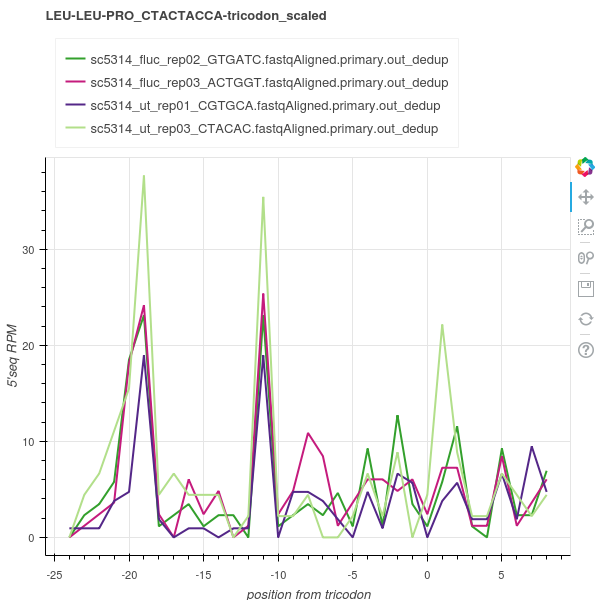 LEU-LEU-PRO_CTACTACCA-tricodon_scaled
sc5314_fluc_rep02_GTGATC.fastqAligned.primary.out_dedup
sc5314_fluc_rep03_ACTGGT.fastqAligned.primary.out_dedup
sc5314_ut_rep01_CGTGCA.fastqAligned.primary.out_dedup
sc5314_ut_rep03_CTACAC.fastqAligned.primary.out_dedup
30
20
10
0
5'seq RPM
-25 -20 -15 -10 -5 0 5
position from tricodon